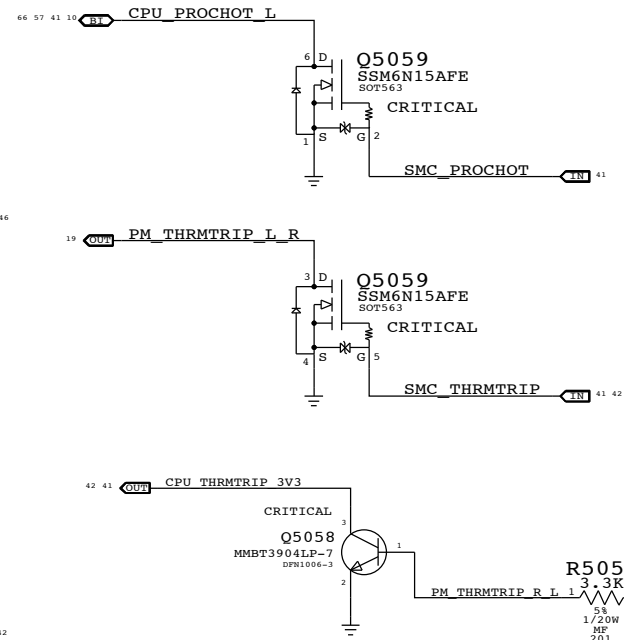 66 57 41 10 BI CPU_PROCHOT_L
6 D
Q5059
SSM6N15AFE
SOT563
CRITICAL
1 S G 2
SMC_PROCHOT IN 41
46
19 OUT PM_THRMTRIP_L_R
3 D
Q5059
SSM6N15AFE
SOT563
CRITICAL
4 S G 5
SMC_THRMTRIP IN 41 42
42 41 OUT CPU_THRMTRIP_3V3
CRITICAL
3
Q5058
MMBT3904LP-7
DFN1006-3
1
2
R505
3.3K
PM_THRMTRIP_R_L 1
5%
1/20W
MF
201